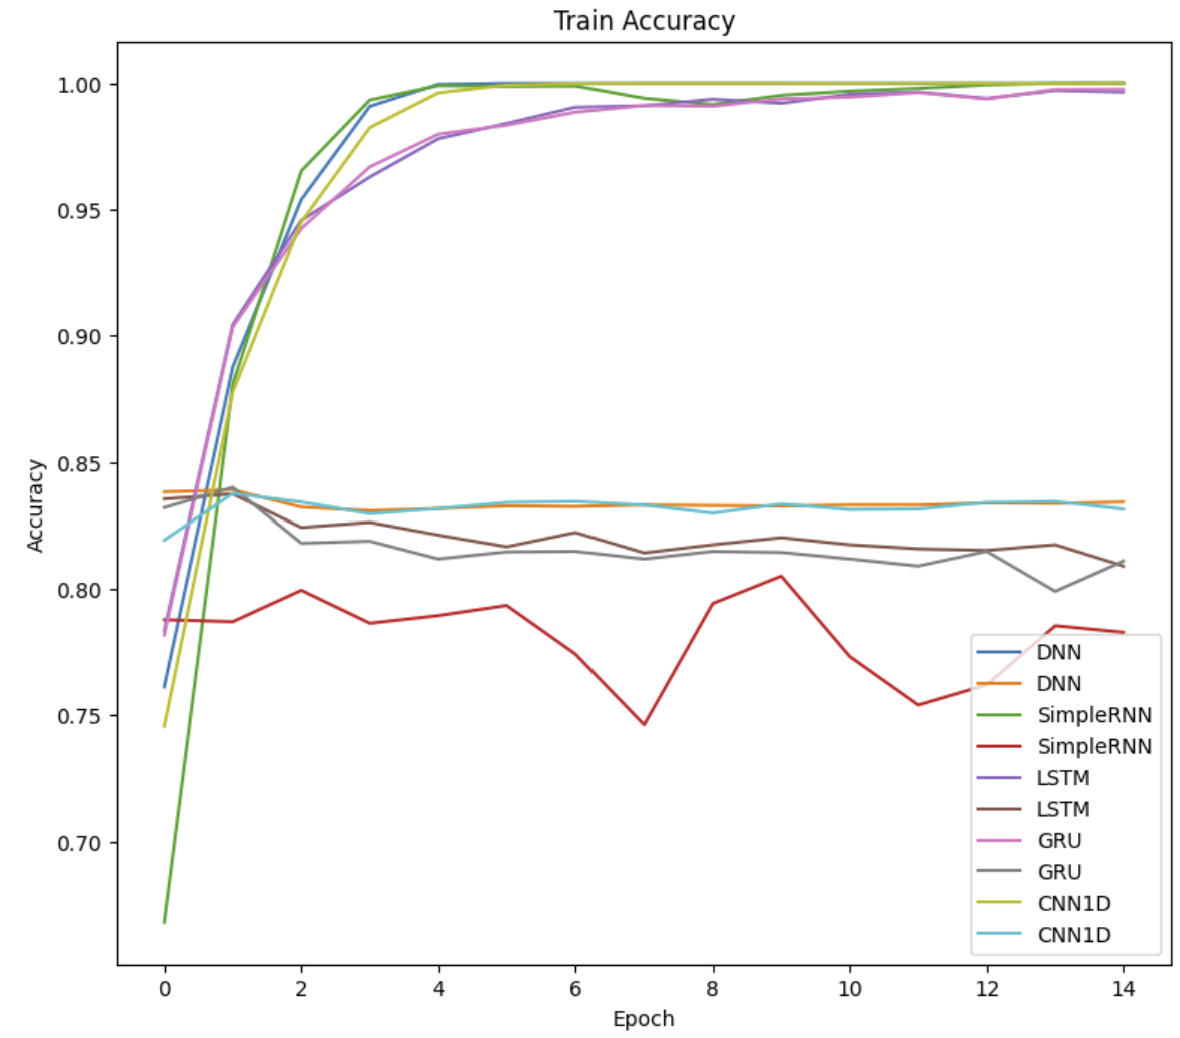 Train Accuracy
1.00
0.95
0.90
0.85
0.80
0.75
0.70
Accuracy
DNN
DNN
SimpleRNN
SimpleRNN
LSTM
LSTM
GRU
GRU
CNN1D
CNN1D
0 2 4 6 8 10 12 14
Epoch